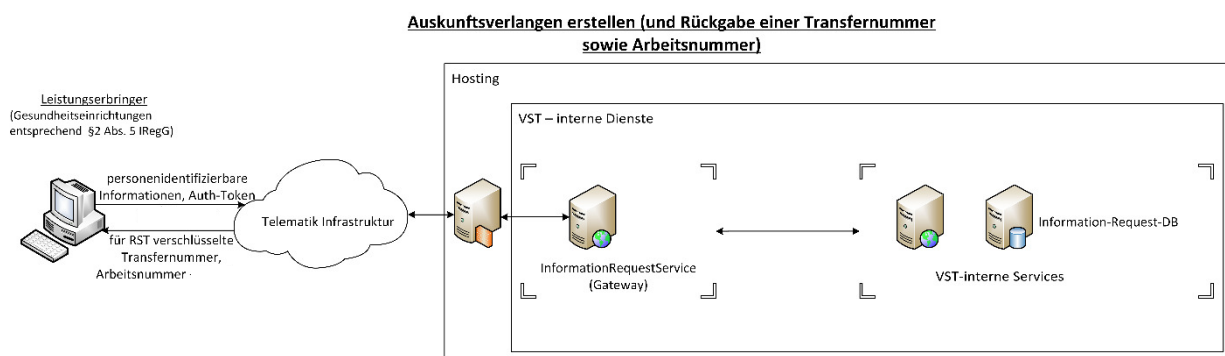 Auskunftsverlangen erstellen (und Rückgabe einer Transfernummer
sowie Arbeitsnummer)
Hosting
Leistungserbringer
(Gesundheitseinrichtungen
entsprechend §2 Abs. 5 IRegG)
VST – interne Dienste
personenidentifizierbare
Informationen, Auth-Token
Telematik Infrastruktur
für RST verschlüsselte
Transfernummer,
Arbeitsnummer
InformationRequestService
(Gateway)
Information-Request-DB
VST-interne Services